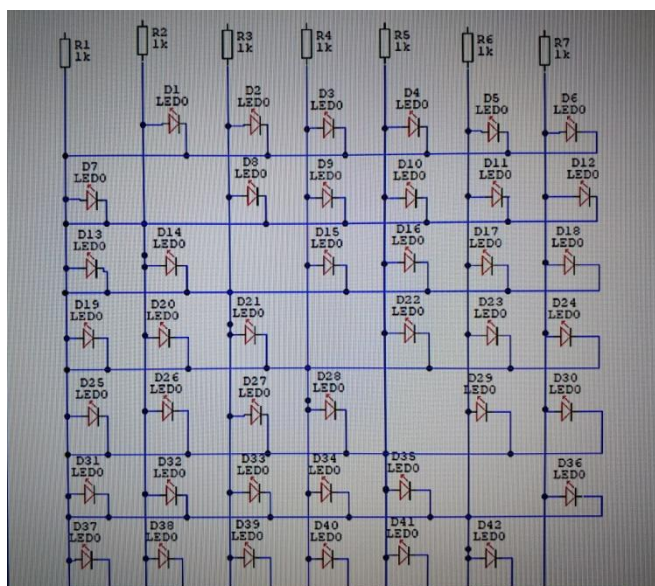 R1
1k
R2
1k
R3
1k
R4
1k
R5
1k
R6
1k
R7
1k
D1
LED0
D2
LED0
D3
LED0
D4
LED0
D5
LED0
D6
LED0
D7
LED0
D8
LED0
D9
LED0
D10
LED0
D11
LED0
D12
LED0
D13
LED0
D14
LED0
D15
LED0
D16
LED0
D17
LED0
D18
LED0
D19
LED0
D20
LED0
D21
LED0
D22
LED0
D23
LED0
D24
LED0
D25
LED0
D26
LED0
D27
LED0
D28
LED0
D29
LED0
D30
LED0
D31
LED0
D32
LED0
D33
LED0
D34
LED0
D35
LED0
D36
LED0
D37
LED0
D38
LED0
D39
LED0
D40
LED0
D41
LED0
D42
LED0